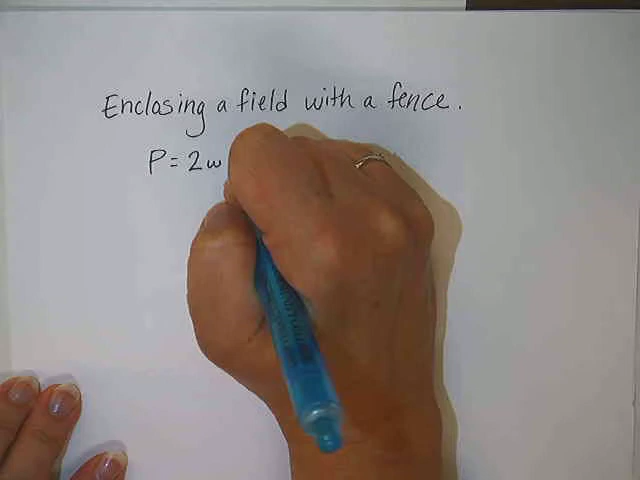 Enclosing a field with a fence.
P = 2w